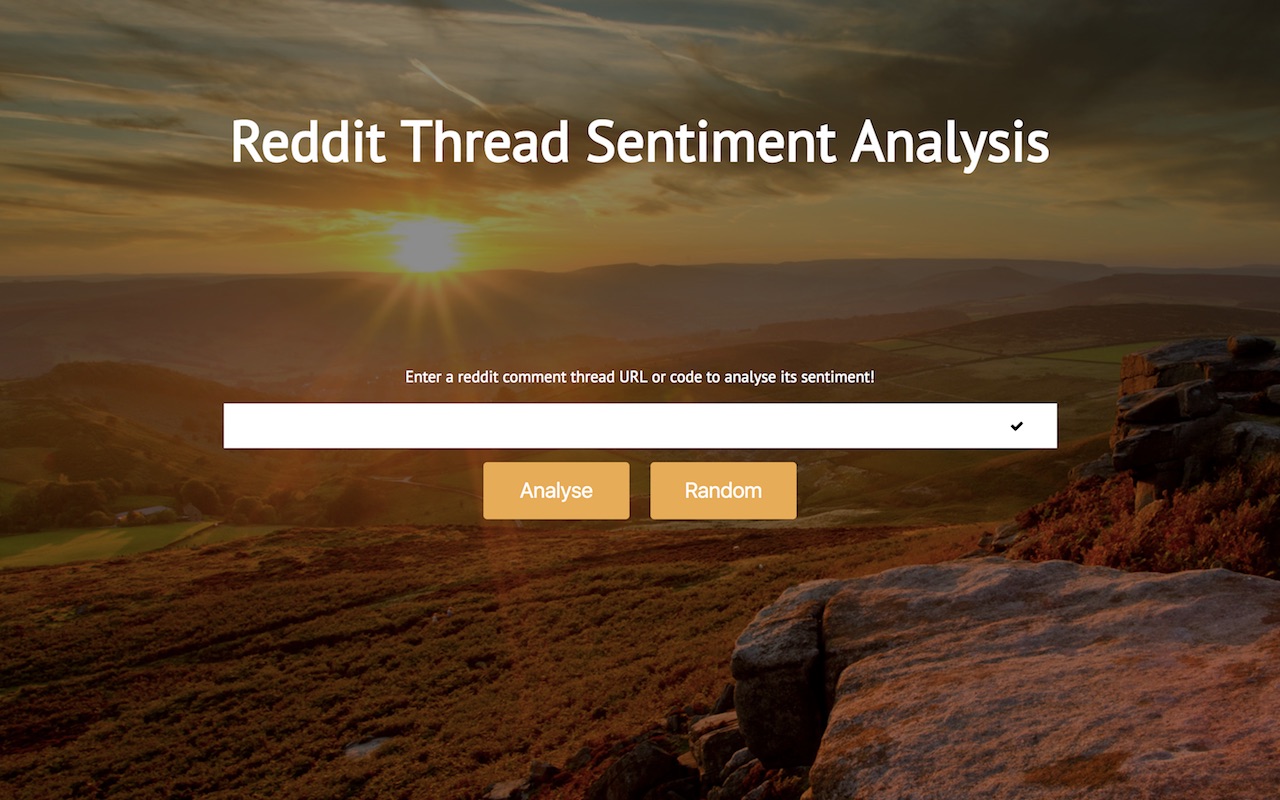 Reddit Thread Sentiment Analysis
Enter a reddit comment thread URL or code to analyse its sentiment!
Analyse
Random